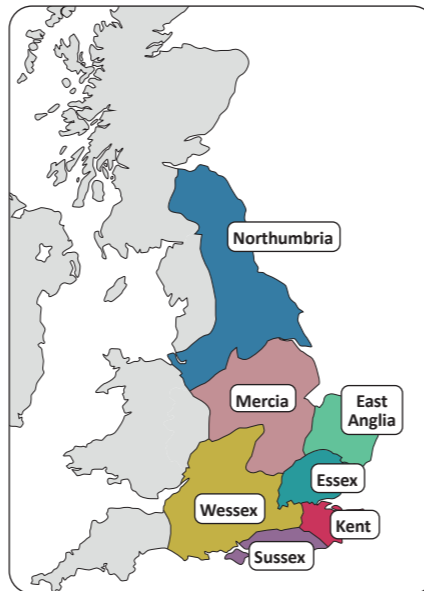 Northumbria
Mercia
East
Anglia
Essex
Wessex
Kent
Sussex